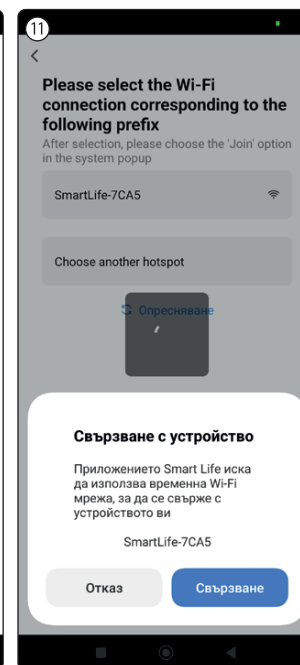 11
Please select the Wi-Fi
connection corresponding to the
following prefix
After selection, please choose the 'Join' option
in the system popup
SmartLife-7CA5
Choose another hotspot
Опресняване
Свързване с устройство
Приложението Smart Life иска
да използва временна Wi-Fi
мрежа, за да се свърже с
устройството ви
SmartLife-7CA5
Отказ
Свързване